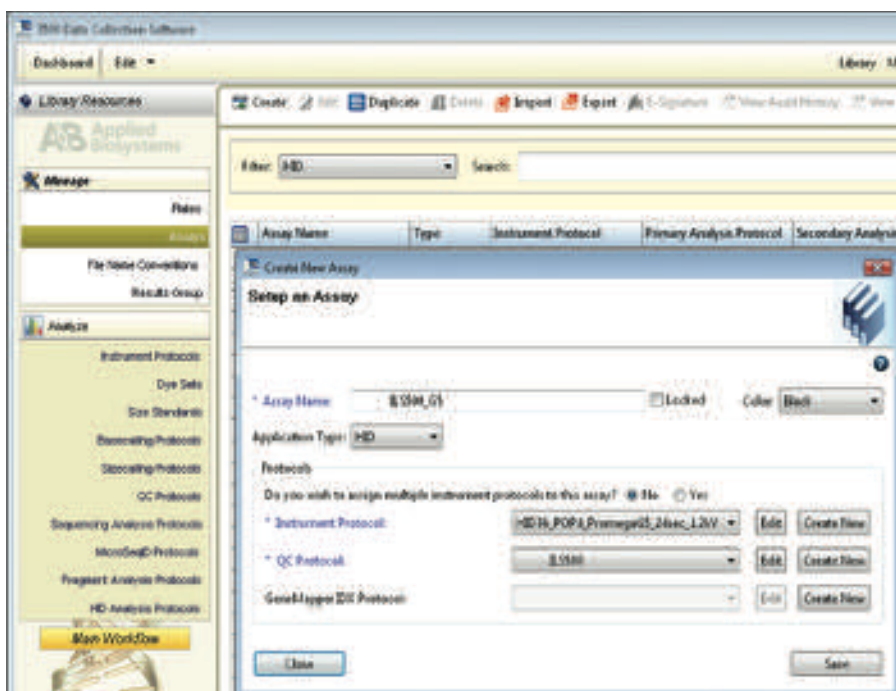 3500 Data Collection Software
Dashboard Edit Library M
Library Resources
Create Edit Duplicate Delete Import Export E-Signature View Audit History View
AB Applied Biosystems
Filter: HID Search:
Manage
Plates
Assays
Assay Name Type Instrument Protocol Primary Analysis Protocol Secondary Analysis
File Name Conventions
Results Group
Create New Assay
Setup an Assay
Analyze
Instrument Protocols
Dye Sets
Size Standards
Basecalling Protocols
Sizecalling Protocols
QC Protocols
Sequencing Analysis Protocols
MicroSeqID Protocols
Fragment Analysis Protocols
HID Analysis Protocols
Main Workflow
* Assay Name: ILS500_G5 Locked Color: Black
Application Type: HID
Protocols
Do you wish to assign multiple instrument protocols to this assay? No Yes
* Instrument Protocol: HID36_POP4_PromegaG5_24sec_1.2kV Edit Create New
* QC Protocol: ILS500 Edit Create New
GeneMapper IDX Protocol: Edit Create New
Close Save